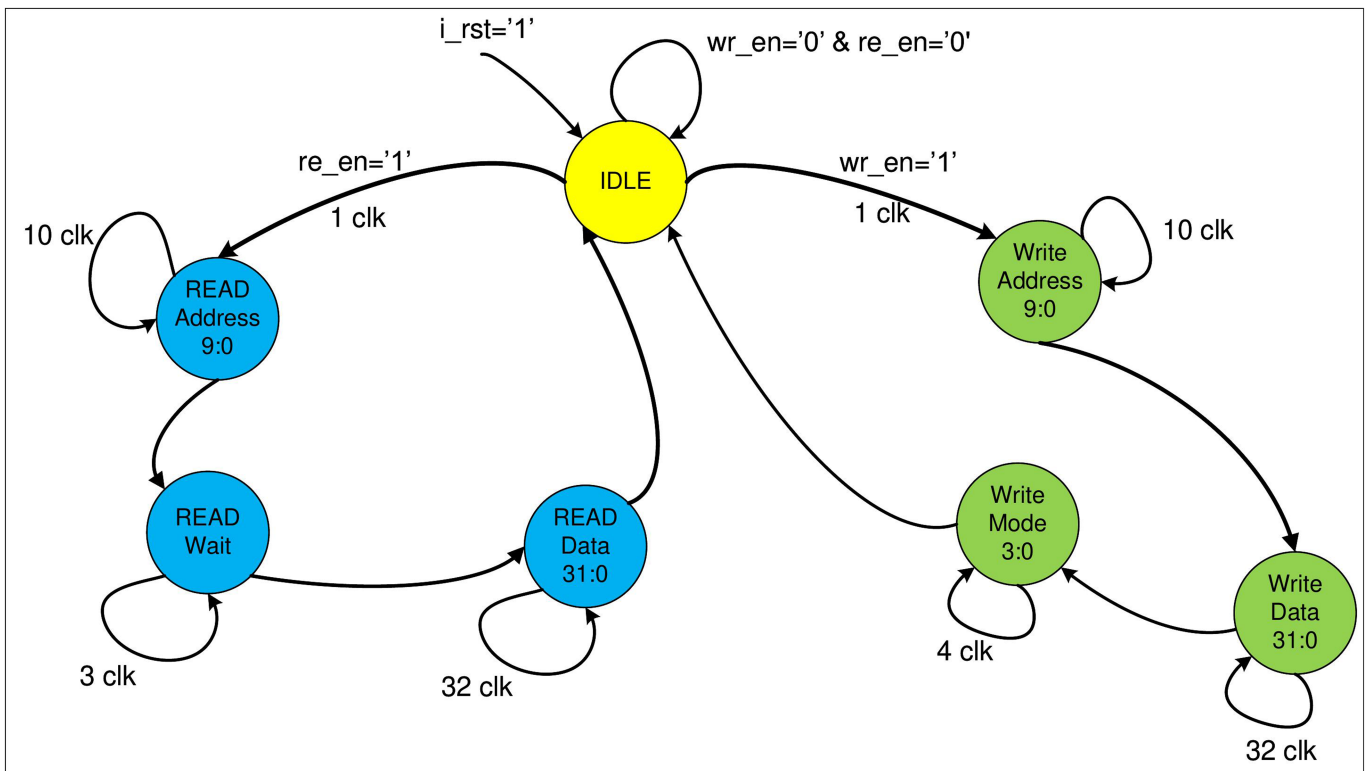 i_rst=’1’
wr_en=’0’ & re_en=’0'
re_en=’1’
1 clk
IDLE
wr_en=’1’
1 clk
10 clk
READ
Address
9:0
Write
Address
9:0
10 clk
READ
Wait
3 clk
READ
Data
31:0
32 clk
Write
Mode
3:0
4 clk
Write
Data
31:0
32 clk